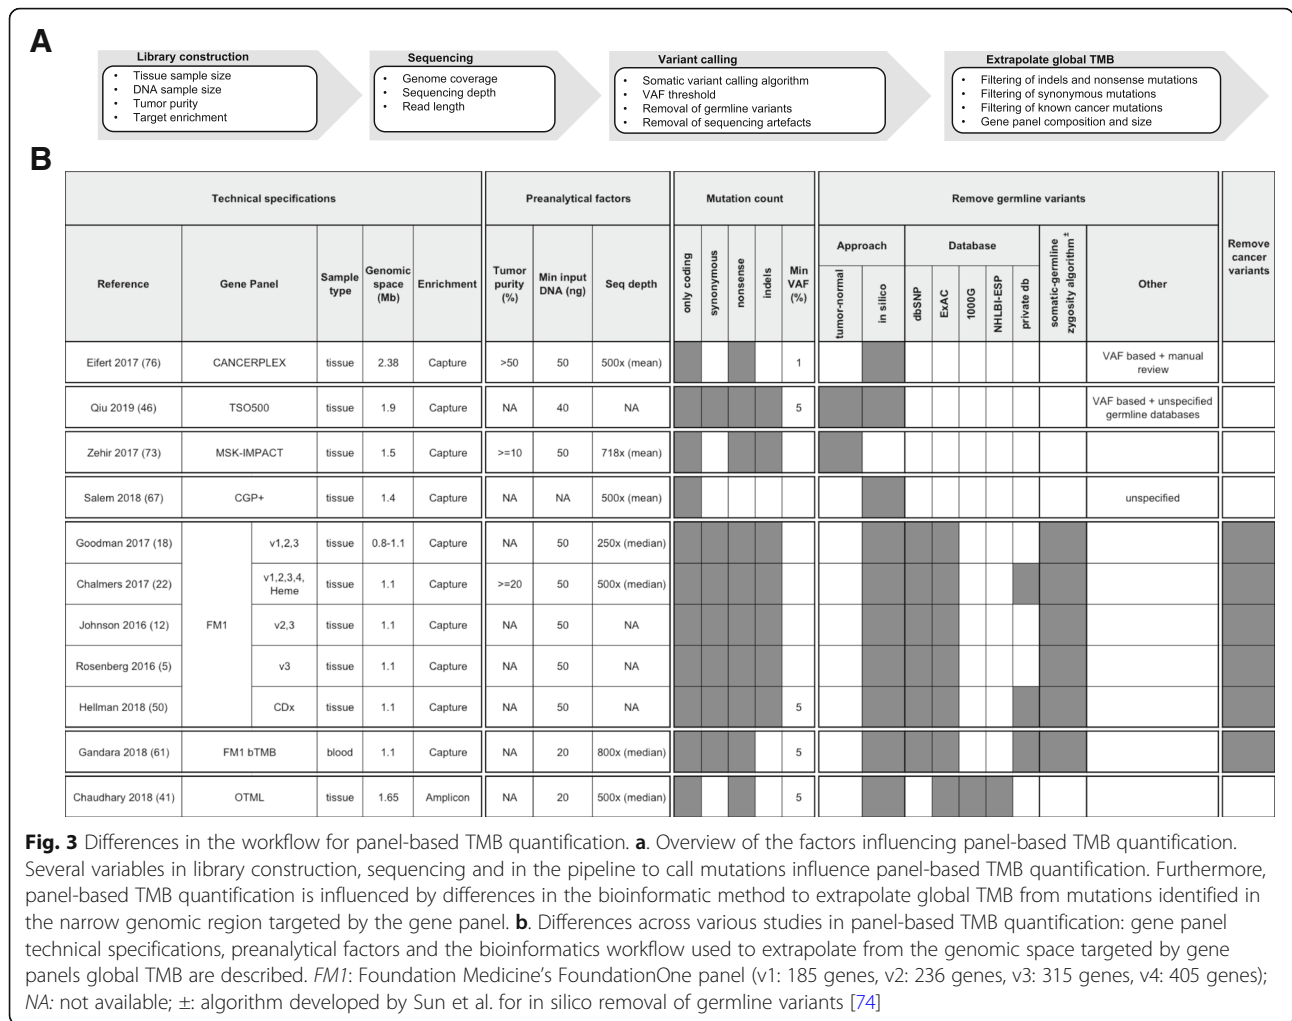 A
Library construction
• Tissue sample size
• DNA sample size
• Tumor purity
• Target enrichment
Sequencing
• Genome coverage
• Sequencing depth
• Read length
Variant calling
• Somatic variant calling algorithm
• VAF threshold
• Removal of germline variants
• Removal of sequencing artefacts
Extrapolate global TMB
• Filtering of indels and nonsense mutations
• Filtering of synonymous mutations
• Filtering of known cancer mutations
• Gene panel composition and size
B
Technical specifications Preanalytical factors Mutation count Remove germline variants Remove cancer variants
Approach Database
Reference Gene Panel Sample type Genomic space (Mb) Enrichment Tumor purity (%) Min input DNA (ng) Seq depth only coding synonymous nonsense indels Min VAF (%) tumor-normal in silico dbSNP ExAC 1000G NHLBI-ESP private db somatic-germline zygosity algorithm± Other
Eifert 2017 (76) CANCERPLEX tissue 2.38 Capture >50 50 500x (mean) 1 VAF based + manual review
Qiu 2019 (46) TSO500 tissue 1.9 Capture NA 40 NA 5 VAF based + unspecified germline databases
Zehir 2017 (73) MSK-IMPACT tissue 1.5 Capture >=10 50 718x (mean)
Salem 2018 (67) CGP+ tissue 1.4 Capture NA NA 500x (mean) unspecified
Goodman 2017 (18) v1,2,3 tissue 0.8-1.1 Capture NA 50 250x (median)
Chalmers 2017 (22) v1,2,3,4, Heme tissue 1.1 Capture >=20 50 500x (median)
Johnson 2016 (12) FM1 v2,3 tissue 1.1 Capture NA 50 NA
Rosenberg 2016 (5) v3 tissue 1.1 Capture NA 50 NA
Hellman 2018 (50) CDx tissue 1.1 Capture NA 50 NA 5
Gandara 2018 (61) FM1 bTMB blood 1.1 Capture NA 20 800x (median) 5
Chaudhary 2018 (41) OTML tissue 1.65 Amplicon NA 20 500x (median) 5
Fig. 3 Differences in the workflow for panel-based TMB quantification. a. Overview of the factors influencing panel-based TMB quantification.
Several variables in library construction, sequencing and in the pipeline to call mutations influence panel-based TMB quantification. Furthermore,
panel-based TMB quantification is influenced by differences in the bioinformatic method to extrapolate global TMB from mutations identified in
the narrow genomic region targeted by the gene panel. b. Differences across various studies in panel-based TMB quantification: gene panel
technical specifications, preanalytical factors and the bioinformatics workflow used to extrapolate from the genomic space targeted by gene
panels global TMB are described. FM1: Foundation Medicine's FoundationOne panel (v1: 185 genes, v2: 236 genes, v3: 315 genes, v4: 405 genes);
NA: not available; ±: algorithm developed by Sun et al. for in silico removal of germline variants [74]